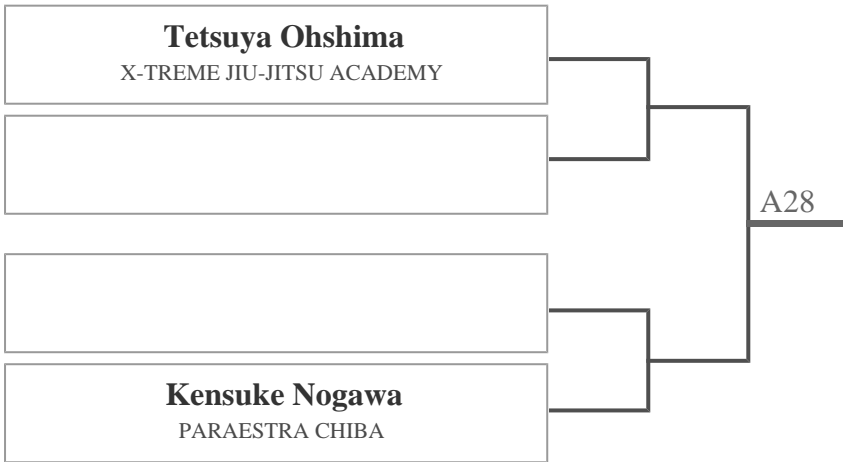 Tetsuya Ohshima
X-TREME JIU-JITSU ACADEMY
A28
Kensuke Nogawa
PARAESTRA CHIBA